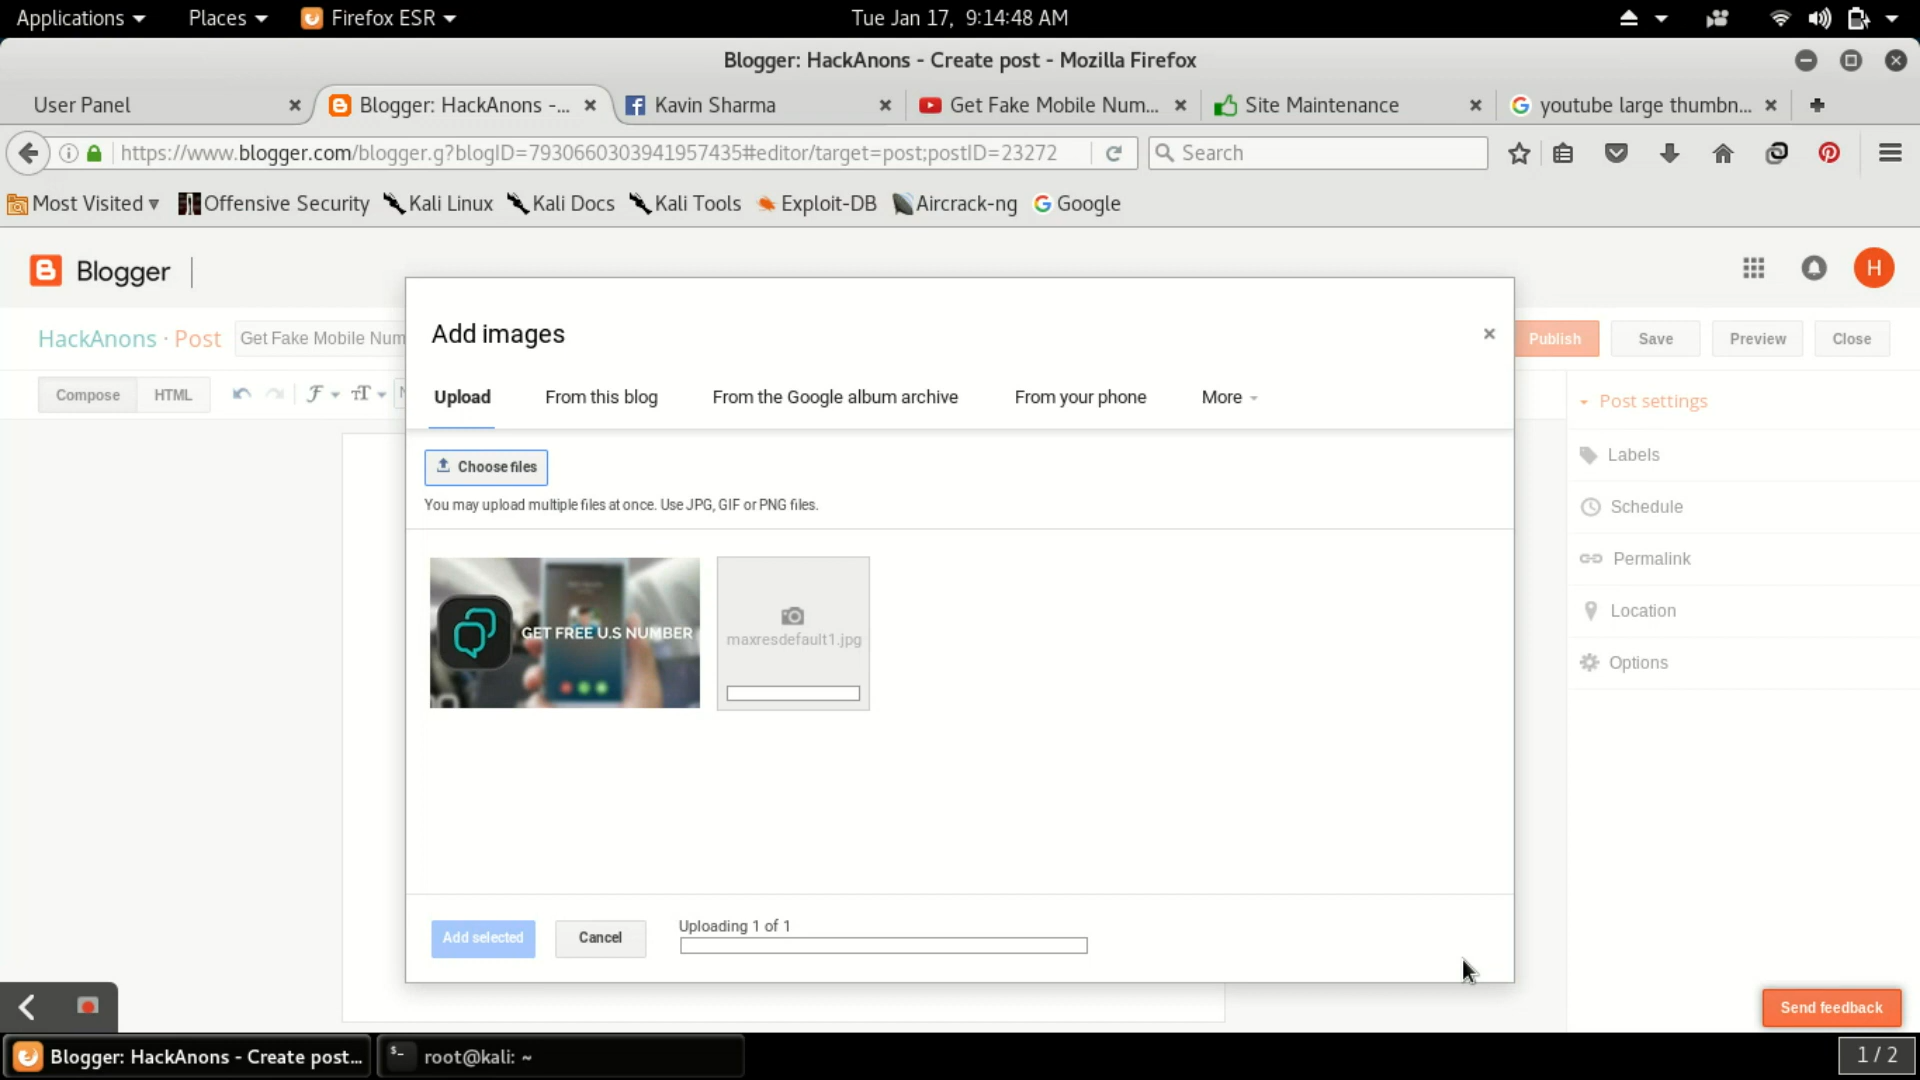 Applications Places Firefox ESR Tue Jan 17, 9:14:48 AM
Blogger: HackAnons - Create post - Mozilla Firefox
User Panel Blogger: HackAnons -... Kavin Sharma Get Fake Mobile Num... Site Maintenance youtube large thumbn...
https://www.blogger.com/blogger.g?blogID=7930660303941957435#editor/target=post;postID=23272 Search
Most Visited Offensive Security Kali Linux Kali Docs Kali Tools Exploit-DB Aircrack-ng Google
Blogger H
HackAnons · Post Get Fake Mobile Num Publish Save Preview Close
Compose HTML
Add images
Upload From this blog From the Google album archive From your phone More
Choose files
You may upload multiple files at once. Use JPG, GIF or PNG files.
GET FREE U.S NUMBER
maxresdefault1.jpg
Add selected Cancel Uploading 1 of 1
Post settings
Labels
Schedule
Permalink
Location
Options
Send feedback
Blogger: HackAnons - Create post... root@kali: ~ 1 / 2